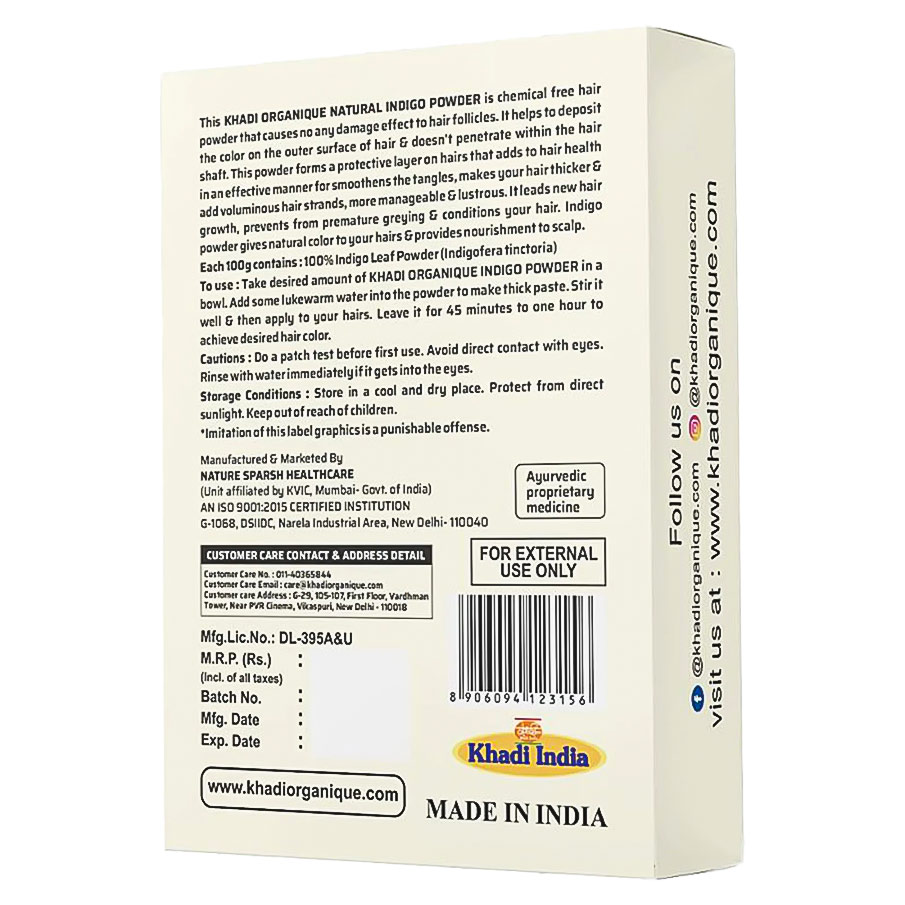 This KHADI ORGANIQUE NATURAL INDIGO POWDER is chemical free hair
powder that causes no any damage effect to hair follicles. It helps to deposit
the color on the outer surface of hair & doesn't penetrate within the hair
shaft. This powder forms a protective layer on hairs that adds to hair health
in an effective manner for smoothens the tangles, makes your hair thicker &
add voluminous hair strands, more manageable & lustrous. It leads new hair
growth, prevents from premature greying & conditions your hair. Indigo
powder gives natural color to your hairs & provides nourishment to scalp.
Each 100g contains : 100% Indigo Leaf Powder (Indigofera tinctoria)
To use : Take desired amount of KHADI ORGANIQUE INDIGO POWDER in a
bowl. Add some lukewarm water into the powder to make thick paste. Stir it
well & then apply to your hairs. Leave it for 45 minutes to one hour to
achieve desired hair color.
Cautions : Do a patch test before first use. Avoid direct contact with eyes.
Rinse with water immediately if it gets into the eyes.
Storage Conditions : Store in a cool and dry place. Protect from direct
sunlight. Keep out of reach of children.
*Imitation of this label graphics is a punishable offense.
Manufactured & Marketed By
NATURE SPARSH HEALTHCARE
(Unit affiliated by KVIC, Mumbai- Govt. of India)
AN ISO 9001:2015 CERTIFIED INSTITUTION
G-1068, DSIIDC, Narela Industrial Area, New Delhi- 110040
Ayurvedic
proprietary
medicine
CUSTOMER CARE CONTACT & ADDRESS DETAIL
Customer Care No. : 011-40365844
Customer Care Email : care@khadiorganique.com
Customer care Address : G-29, 105-107, First Floor, Vardhman
Tower, Near PVR Cinema, Vikaspuri, New Delhi - 110018
FOR EXTERNAL
USE ONLY
Mfg.Lic.No.: DL-395A&U
M.R.P. (Rs.) :
(Incl. of all taxes)
Batch No. :
Mfg. Date :
Exp. Date :
8 906094 123156
Khadi India
www.khadiorganique.com
MADE IN INDIA
Follow us on
@khadiorganique.com @khadiorganique.com
visit us at : www.khadiorganique.com